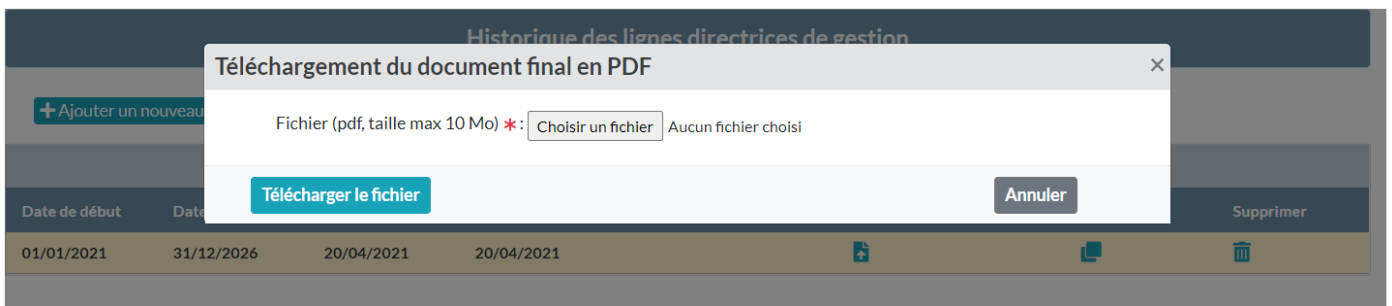 Historique des lignes directrices de gestion
Téléchargement du document final en PDF ×
+ Ajouter un nouveau
Fichier (pdf, taille max 10 Mo) * : Choisir un fichier Aucun fichier choisi
Télécharger le fichier Annuler
Date de début Date Supprimer
01/01/2021 31/12/2026 20/04/2021 20/04/2021